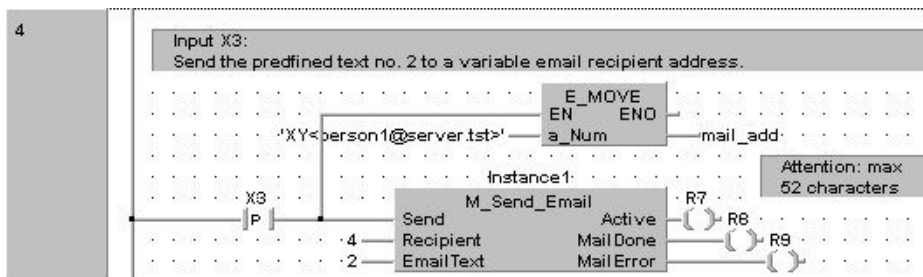 4
Input X3:
Send the predfined text no. 2 to a variable email recipient address.
E_MOVE
EN ENO
'XY<person1@server.tst>' a_Num mail_add
Attention: max
52 characters
Instance1
X3
P
M_Send_Email
Send Active R7
4 Recipient MailDone R8
2 EmailText MailError R9